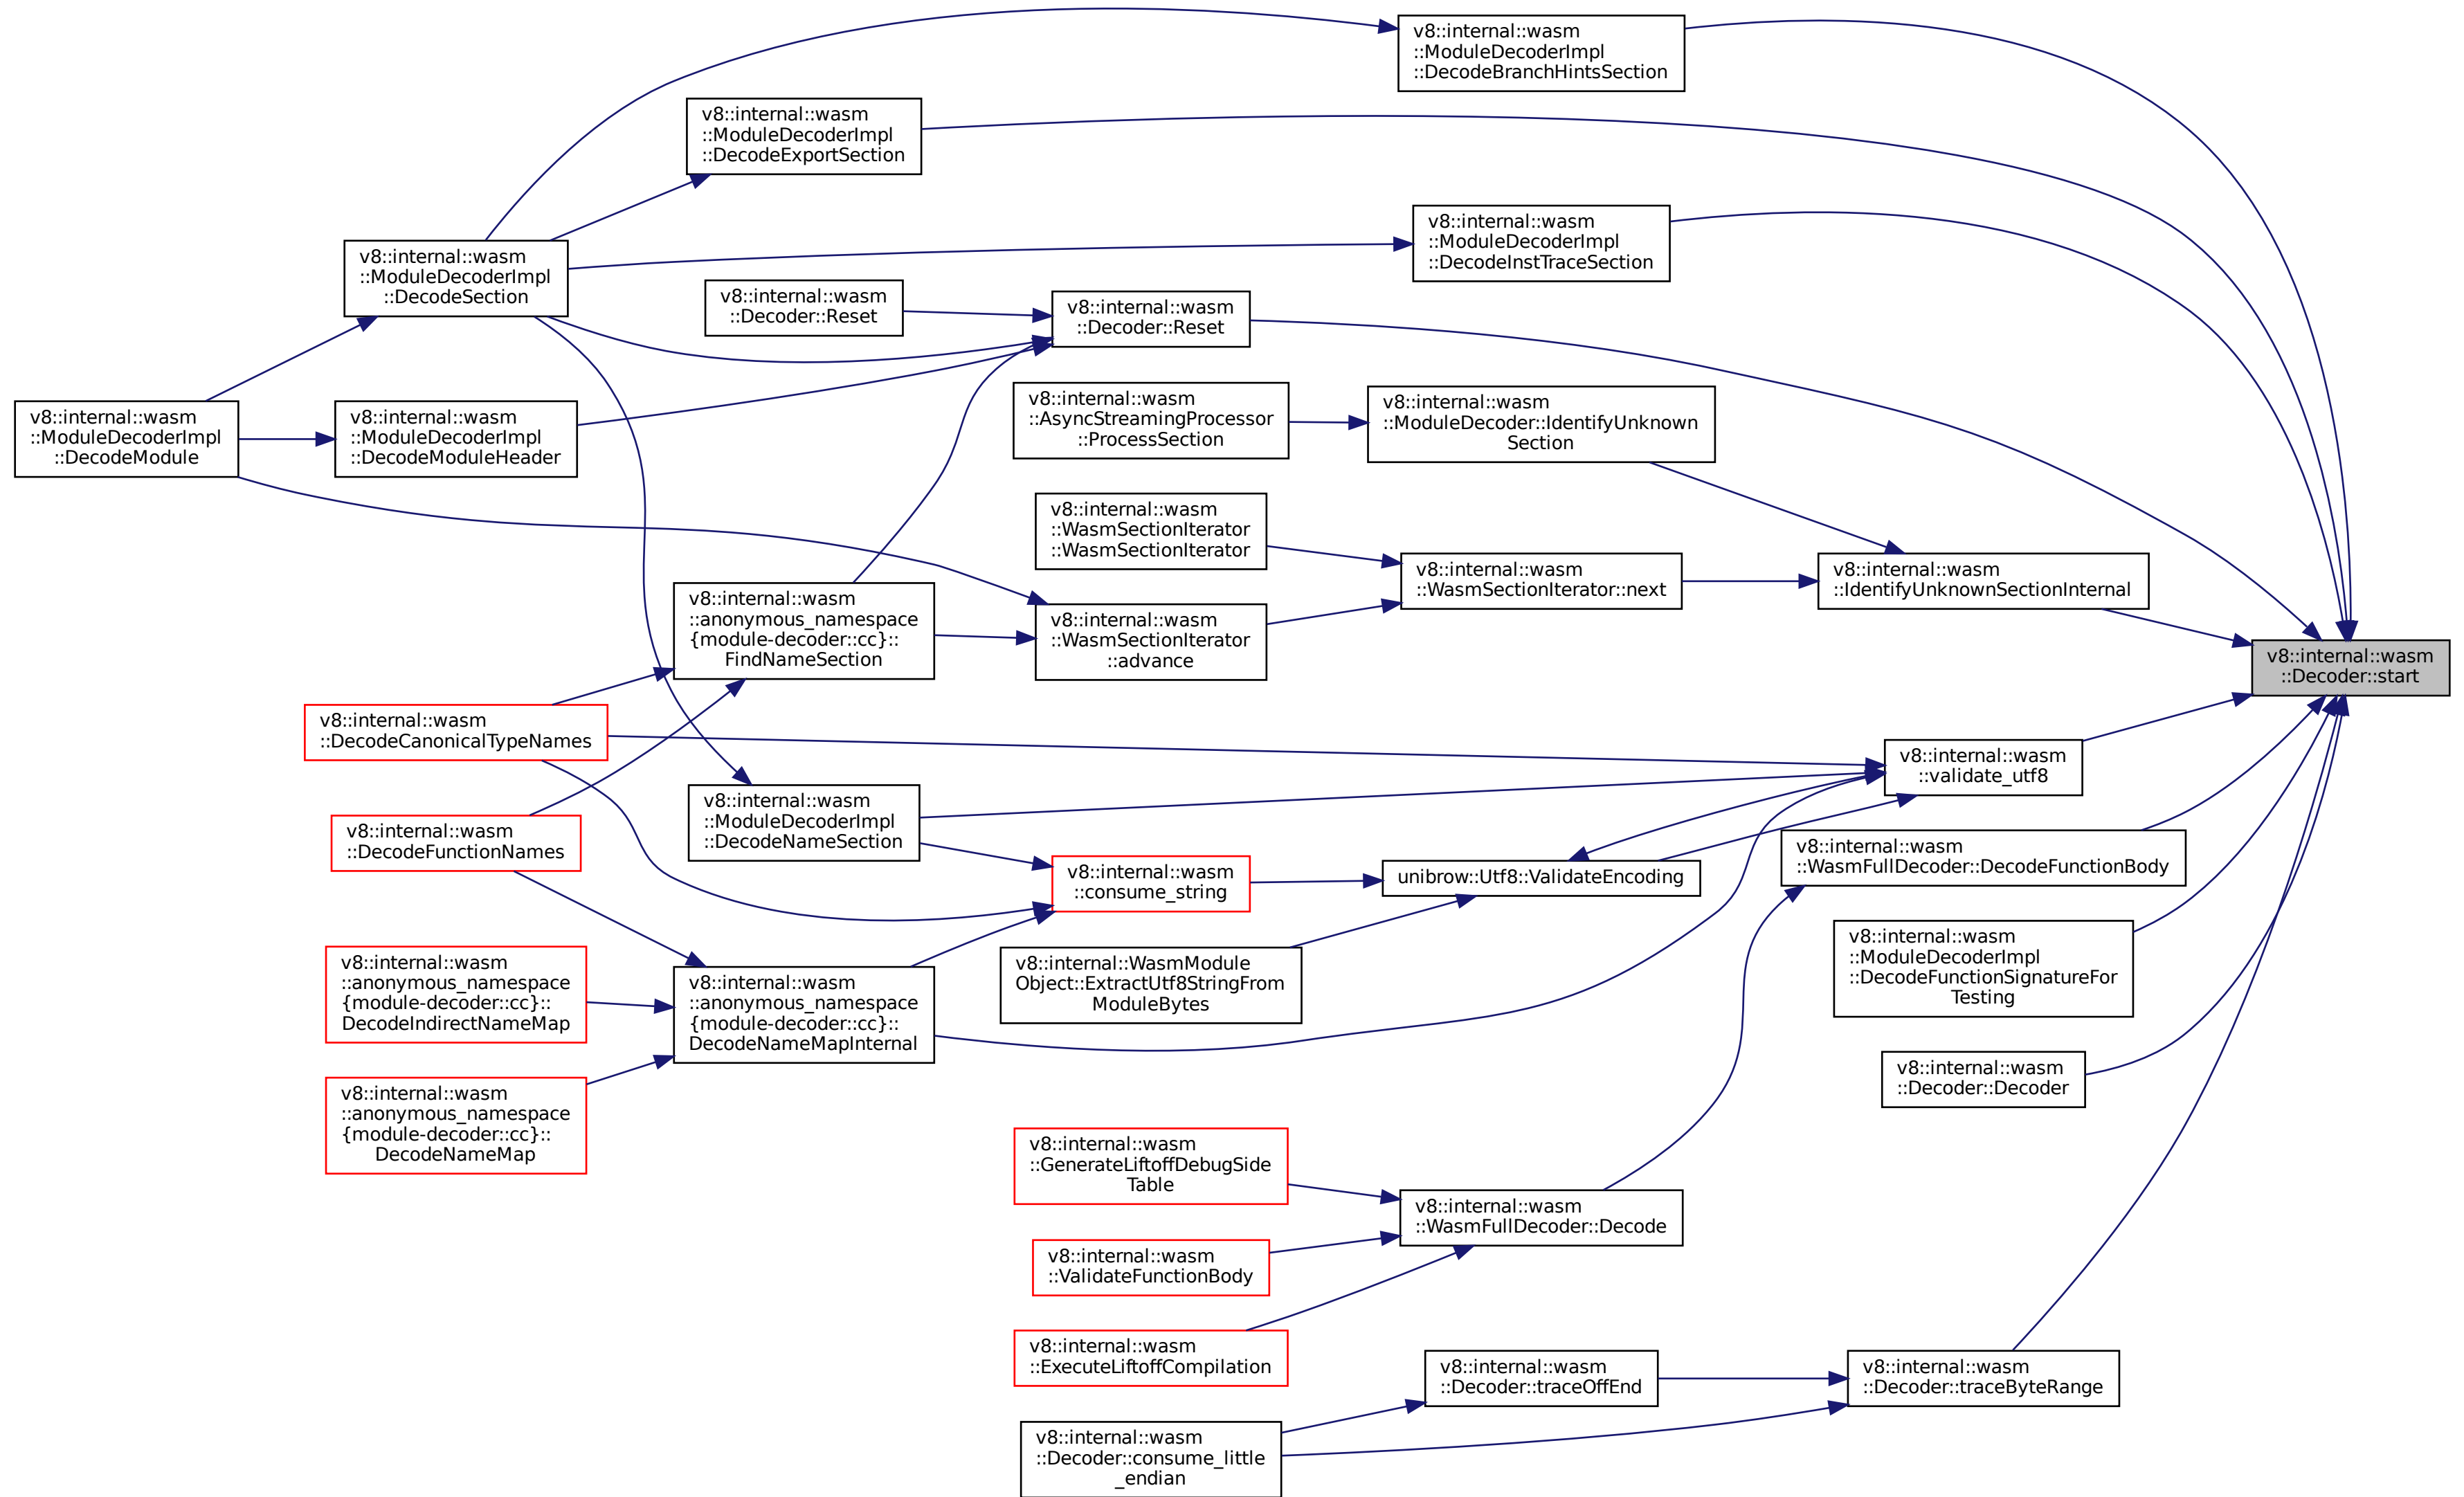 v8::internal::wasm
::ModuleDecoderImpl
::DecodeBranchHintsSection
v8::internal::wasm
::ModuleDecoderImpl
::DecodeExportSection
v8::internal::wasm
::ModuleDecoderImpl
::DecodeInstTraceSection
v8::internal::wasm
::ModuleDecoderImpl
::DecodeSection
v8::internal::wasm
::Decoder::Reset
v8::internal::wasm
::Decoder::Reset
v8::internal::wasm
::AsyncStreamingProcessor
::ProcessSection
v8::internal::wasm
::ModuleDecoder::IdentifyUnknown
Section
v8::internal::wasm
::ModuleDecoderImpl
::DecodeModule
v8::internal::wasm
::ModuleDecoderImpl
::DecodeModuleHeader
v8::internal::wasm
::WasmSectionIterator
::WasmSectionIterator
v8::internal::wasm
::WasmSectionIterator::next
v8::internal::wasm
::IdentifyUnknownSectionInternal
v8::internal::wasm
::anonymous_namespace
{module-decoder::cc}::
FindNameSection
v8::internal::wasm
::WasmSectionIterator
::advance
v8::internal::wasm
::Decoder::start
v8::internal::wasm
::DecodeCanonicalTypeNames
v8::internal::wasm
::validate_utf8
v8::internal::wasm
::ModuleDecoderImpl
::DecodeNameSection
v8::internal::wasm
::DecodeFunctionNames
v8::internal::wasm
::consume_string
unibrow::Utf8::ValidateEncoding
v8::internal::wasm
::WasmFullDecoder::DecodeFunctionBody
v8::internal::wasm
::ModuleDecoderImpl
::DecodeFunctionSignatureFor
Testing
v8::internal::wasm
::anonymous_namespace
{module-decoder::cc}::
DecodeIndirectNameMap
v8::internal::wasm
::anonymous_namespace
{module-decoder::cc}::
DecodeNameMapInternal
v8::internal::WasmModule
Object::ExtractUtf8StringFrom
ModuleBytes
v8::internal::wasm
::Decoder::Decoder
v8::internal::wasm
::anonymous_namespace
{module-decoder::cc}::
DecodeNameMap
v8::internal::wasm
::GenerateLiftoffDebugSide
Table
v8::internal::wasm
::WasmFullDecoder::Decode
v8::internal::wasm
::ValidateFunctionBody
v8::internal::wasm
::ExecuteLiftoffCompilation
v8::internal::wasm
::Decoder::traceOffEnd
v8::internal::wasm
::Decoder::traceByteRange
v8::internal::wasm
::Decoder::consume_little
_endian